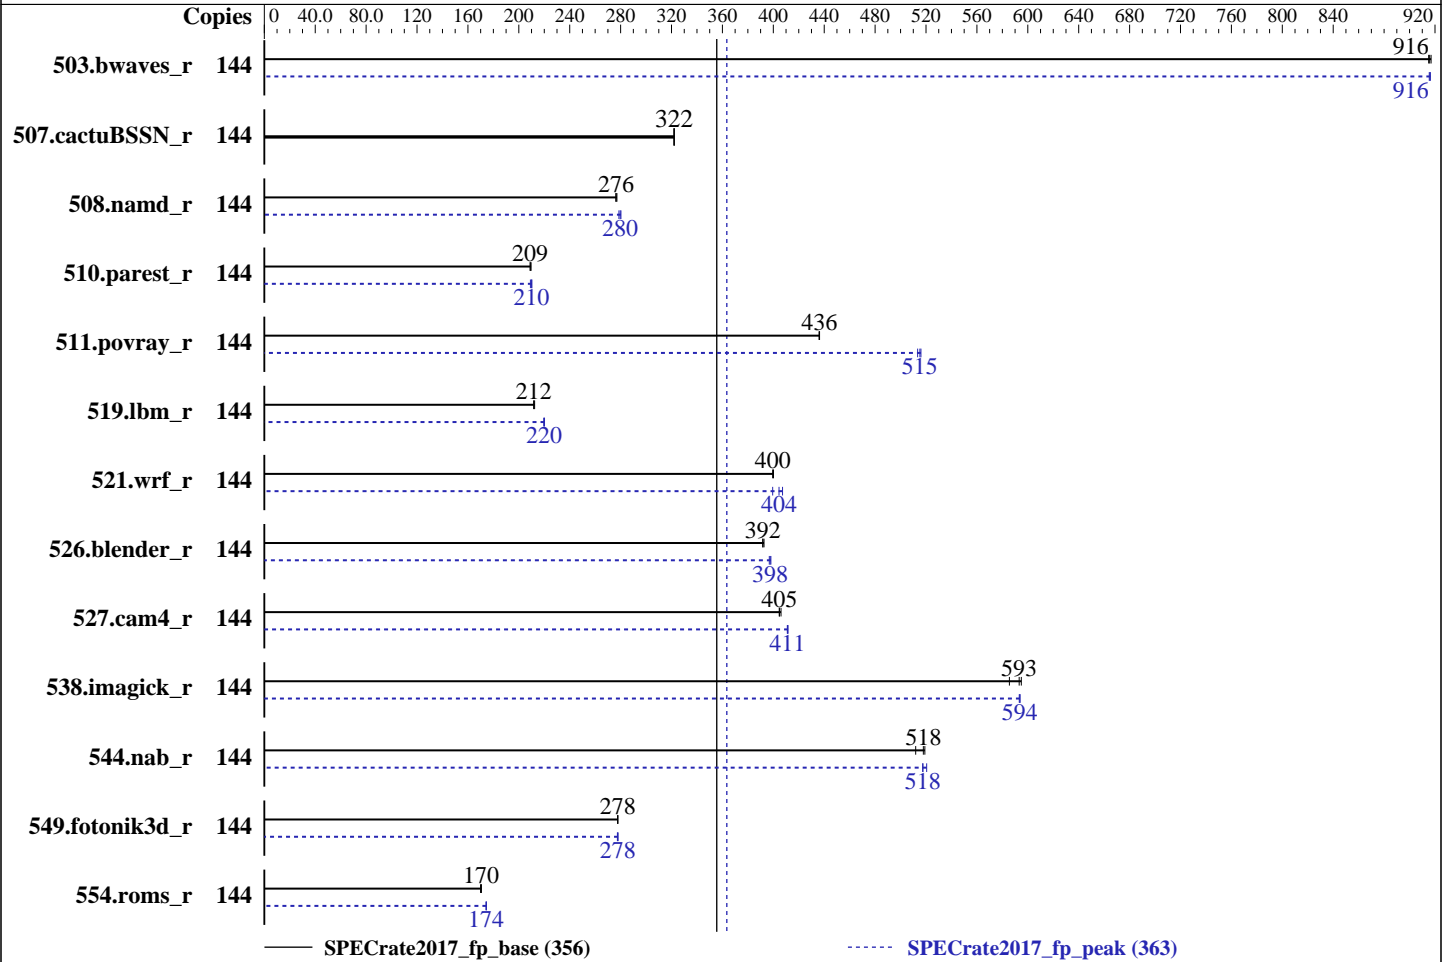 Copies 0 40.0 80.0 120 160 200 240 280 320 360 400 440 480 520 560 600 640 680 720 760 800 840 920
916
503.bwaves_r 144
916
322
507.cactuBSSN_r 144
276
508.namd_r 144
280
209
510.parest_r 144
210
436
511.povray_r 144
515
212
519.lbm_r 144
220
400
521.wrf_r 144
404
392
526.blender_r 144
398
405
527.cam4_r 144
411
593
538.imagick_r 144
594
518
544.nab_r 144
518
278
549.fotonik3d_r 144
278
170
554.roms_r 144
174
SPECrate2017_fp_base (356) SPECrate2017_fp_peak (363)